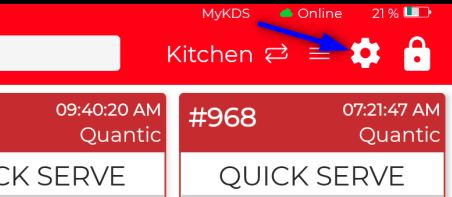 MyKDS Online 21 %
Kitchen
09:40:20 AM
Quantic
CK SERVE
#968 07:21:47 AM
Quantic
QUICK SERVE